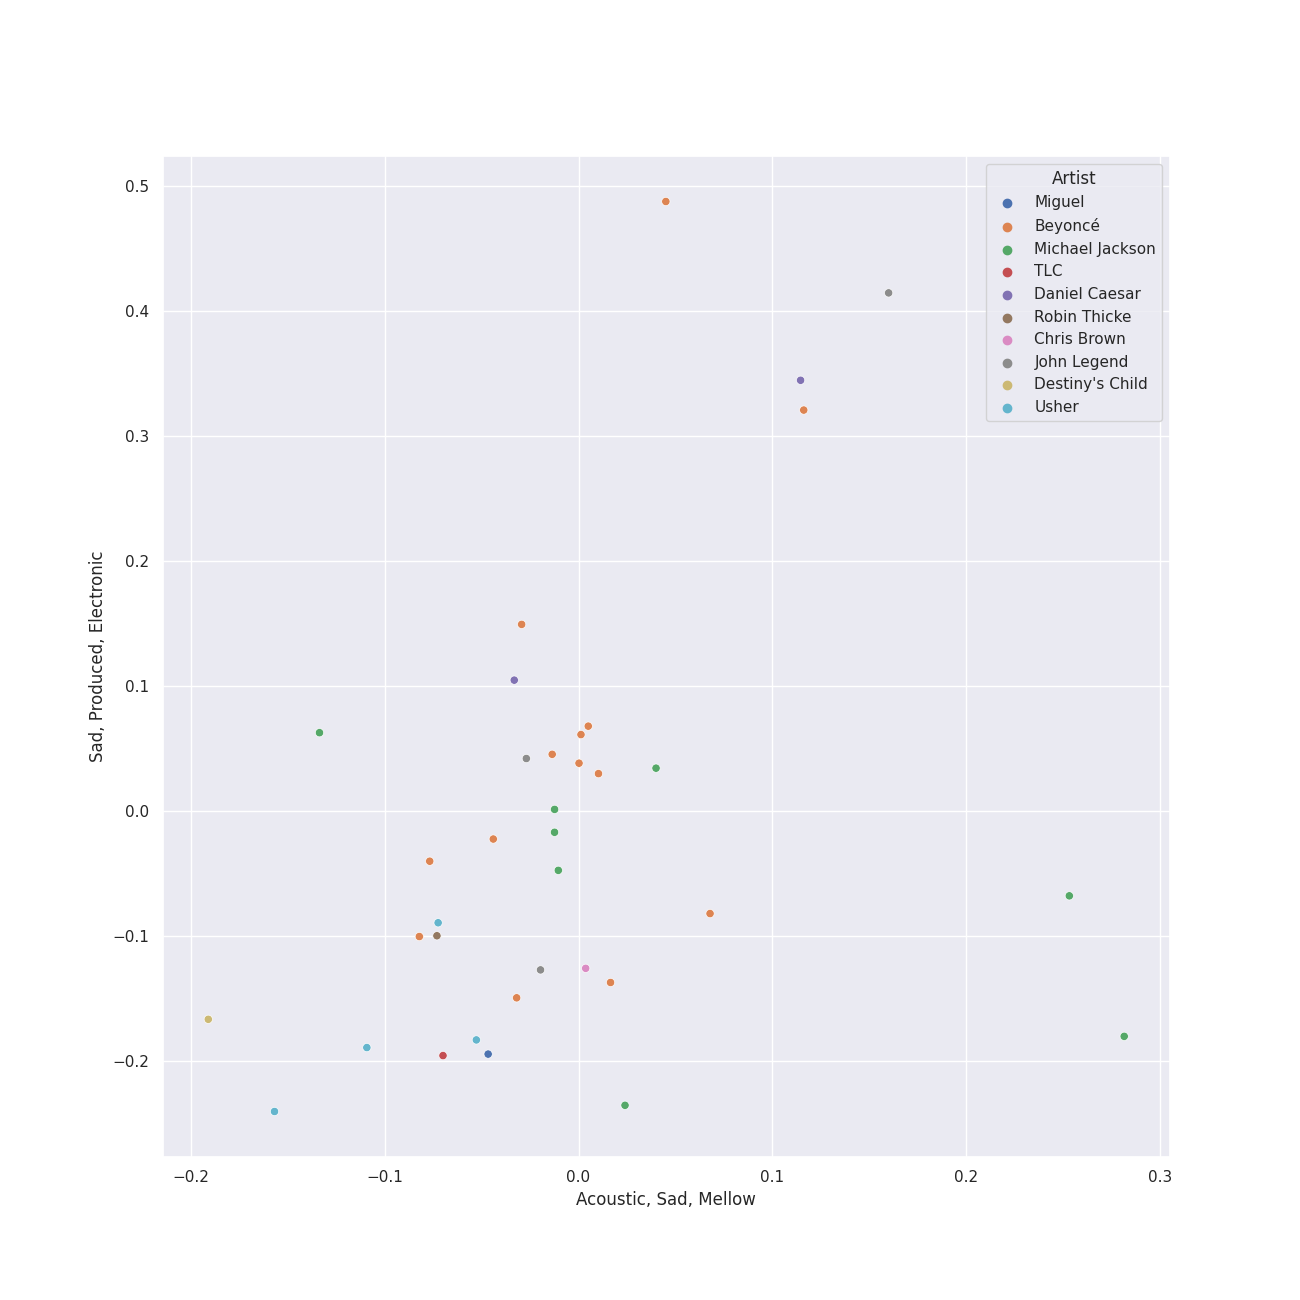 Artist
Miguel
Beyoncé
Michael Jackson
TLC
Daniel Caesar
Robin Thicke
Chris Brown
John Legend
Destiny's Child
Usher
0.5
0.4
0.3
0.2
0.1
0.0
−0.1
−0.2
Sad, Produced, Electronic
−0.2 −0.1 0.0 0.1 0.2 0.3
Acoustic, Sad, Mellow